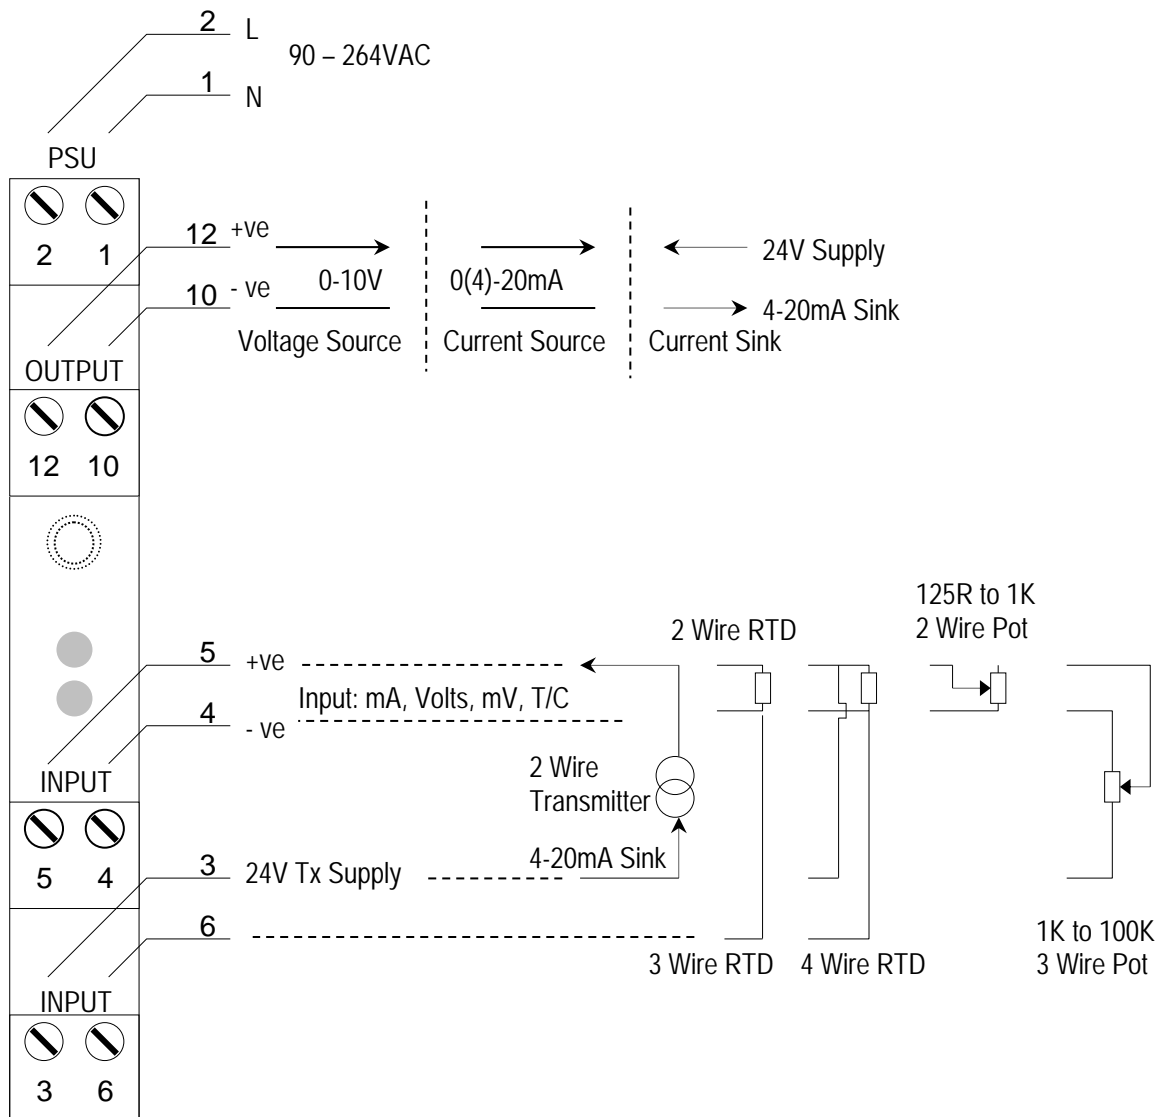 2 L
90 – 264VAC
1 N
PSU
2 1
12 +ve
0-10V 0(4)-20mA
24V Supply
10 - ve
4-20mA Sink
Voltage Source Current Source Current Sink
OUTPUT
12 10
125R to 1K
2 Wire Pot
2 Wire RTD
5 +ve
Input: mA, Volts, mV, T/C
4 - ve
INPUT
2 Wire
Transmitter
5 4
3 24V Tx Supply
4-20mA Sink
6
3 Wire RTD 4 Wire RTD
1K to 100K
3 Wire Pot
INPUT
3 6